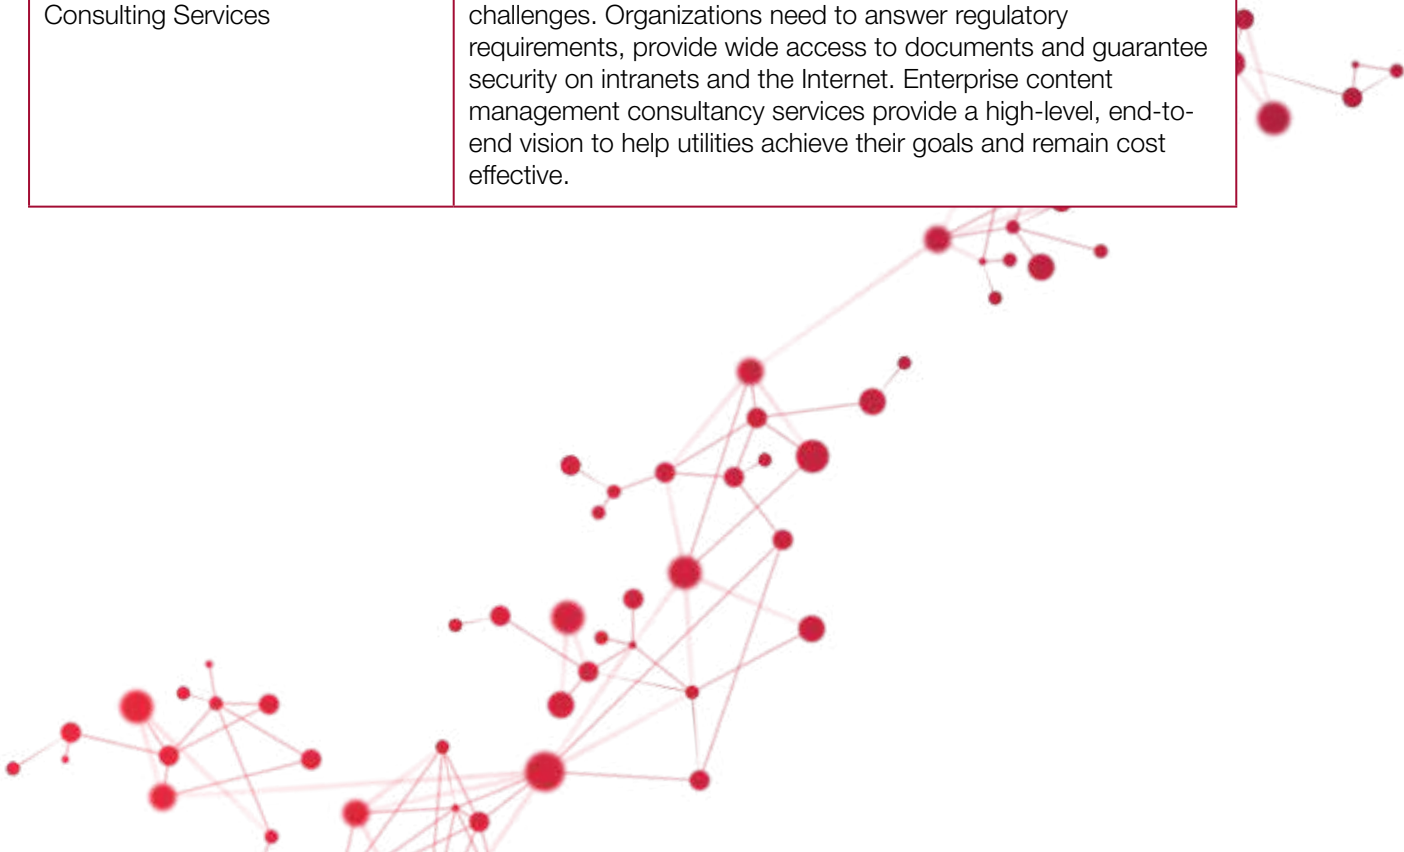 Consulting Services
challenges. Organizations need to answer regulatory
requirements, provide wide access to documents and guarantee
security on intranets and the Internet. Enterprise content
management consultancy services provide a high-level, end-to-
end vision to help utilities achieve their goals and remain cost
effective.